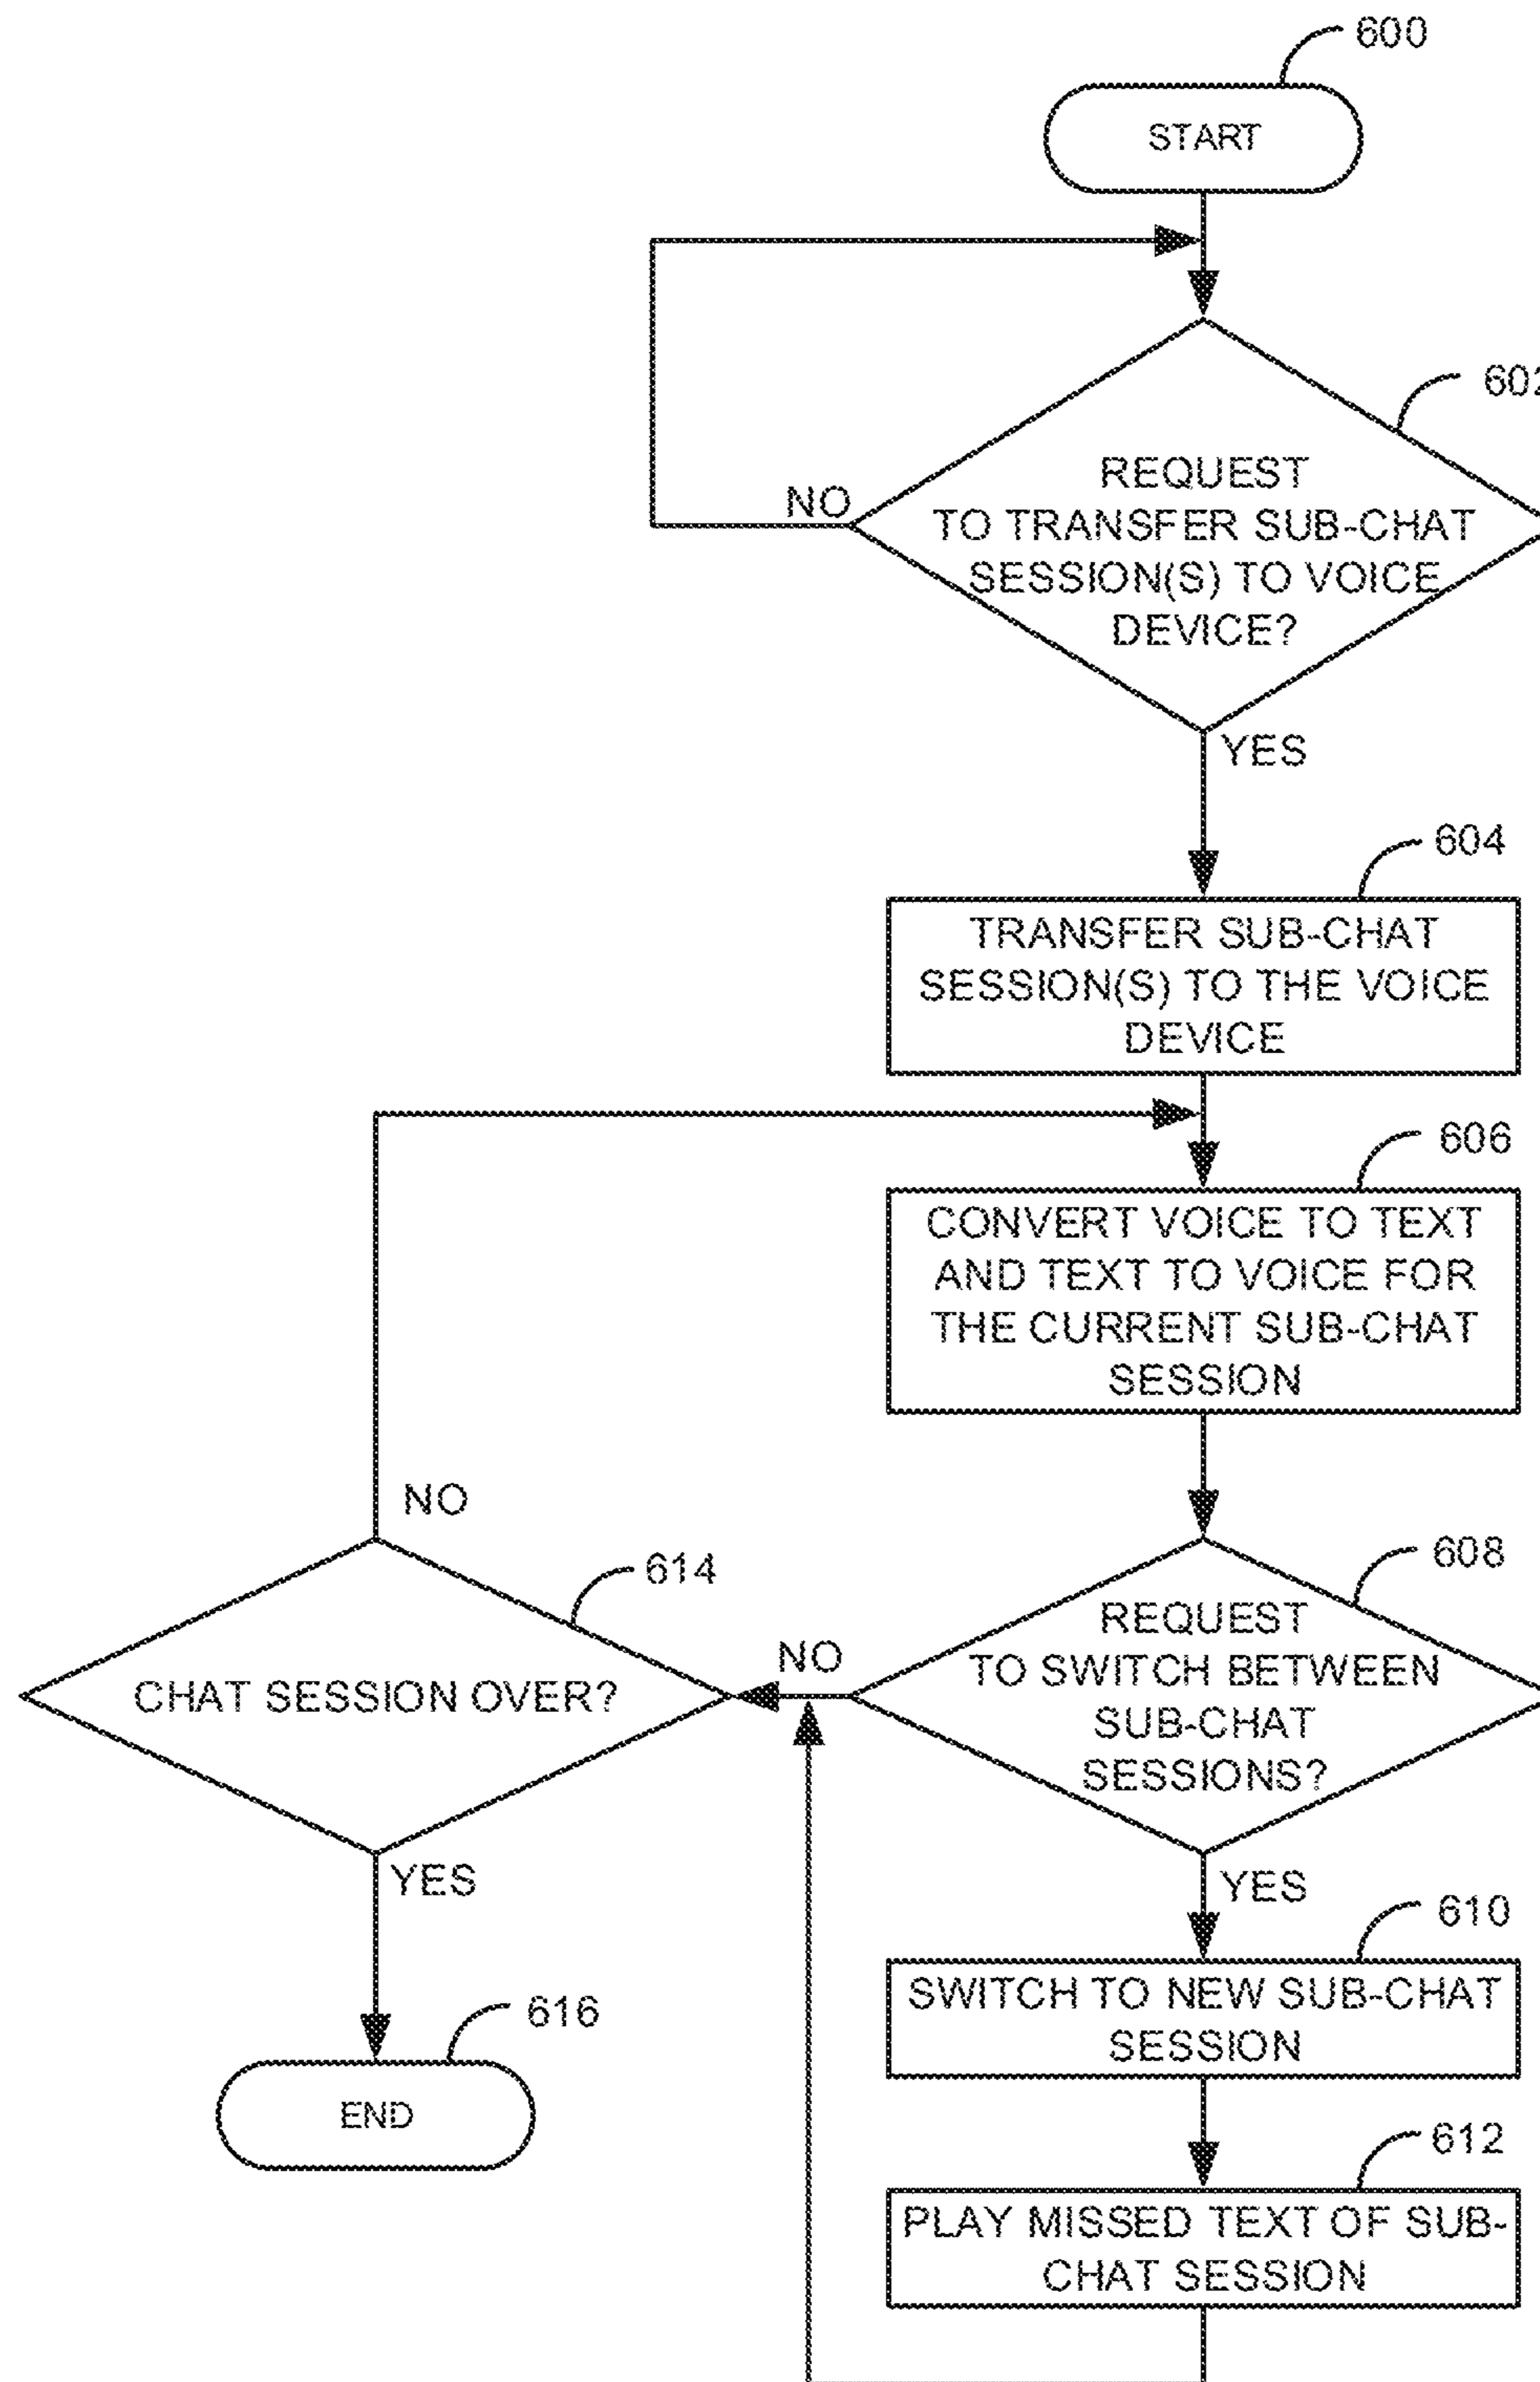 600
START
602
REQUEST
TO TRANSFER SUB-CHAT
SESSION(S) TO VOICE
DEVICE?
NO
YES
604
TRANSFER SUB-CHAT
SESSION(S) TO THE VOICE
DEVICE
606
CONVERT VOICE TO TEXT
AND TEXT TO VOICE FOR
THE CURRENT SUB-CHAT
SESSION
608
REQUEST
TO SWITCH BETWEEN
SUB-CHAT
SESSIONS?
NO
YES
614
CHAT SESSION OVER?
NO
YES
610
SWITCH TO NEW SUB-CHAT
SESSION
616
END
612
PLAY MISSED TEXT OF SUB-
CHAT SESSION